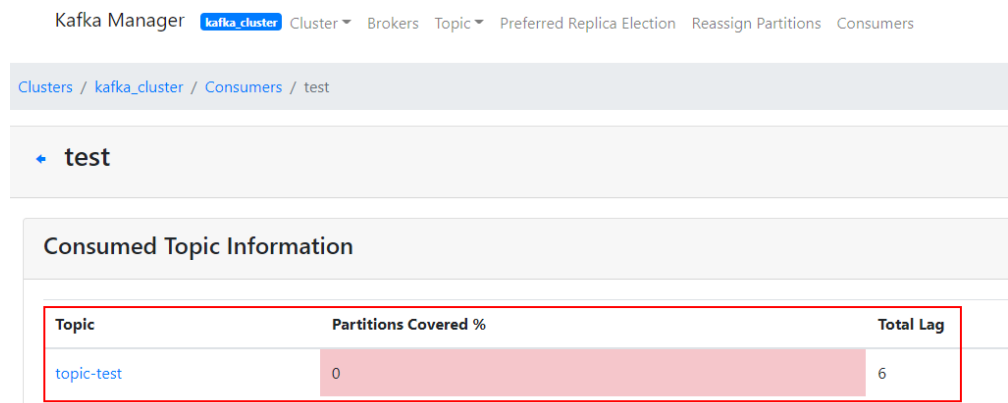 Kafka Manager kafka_cluster Cluster Brokers Topic Preferred Replica Election Reassign Partitions Consumers
Clusters / kafka_cluster / Consumers / test
test
Consumed Topic Information
Topic Partitions Covered % Total Lag
topic-test 0 6